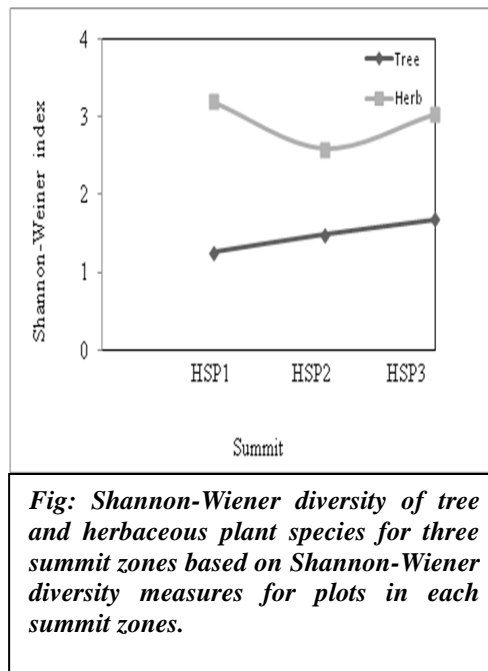 4
Tree
Herb
3
2
1
0
Shannon-Weiner index
HSP1 HSP2 HSP3
Summit
Fig: Shannon-Wiener diversity of tree
and herbaceous plant species for three
summit zones based on Shannon-Wiener
diversity measures for plots in each
summit zones.